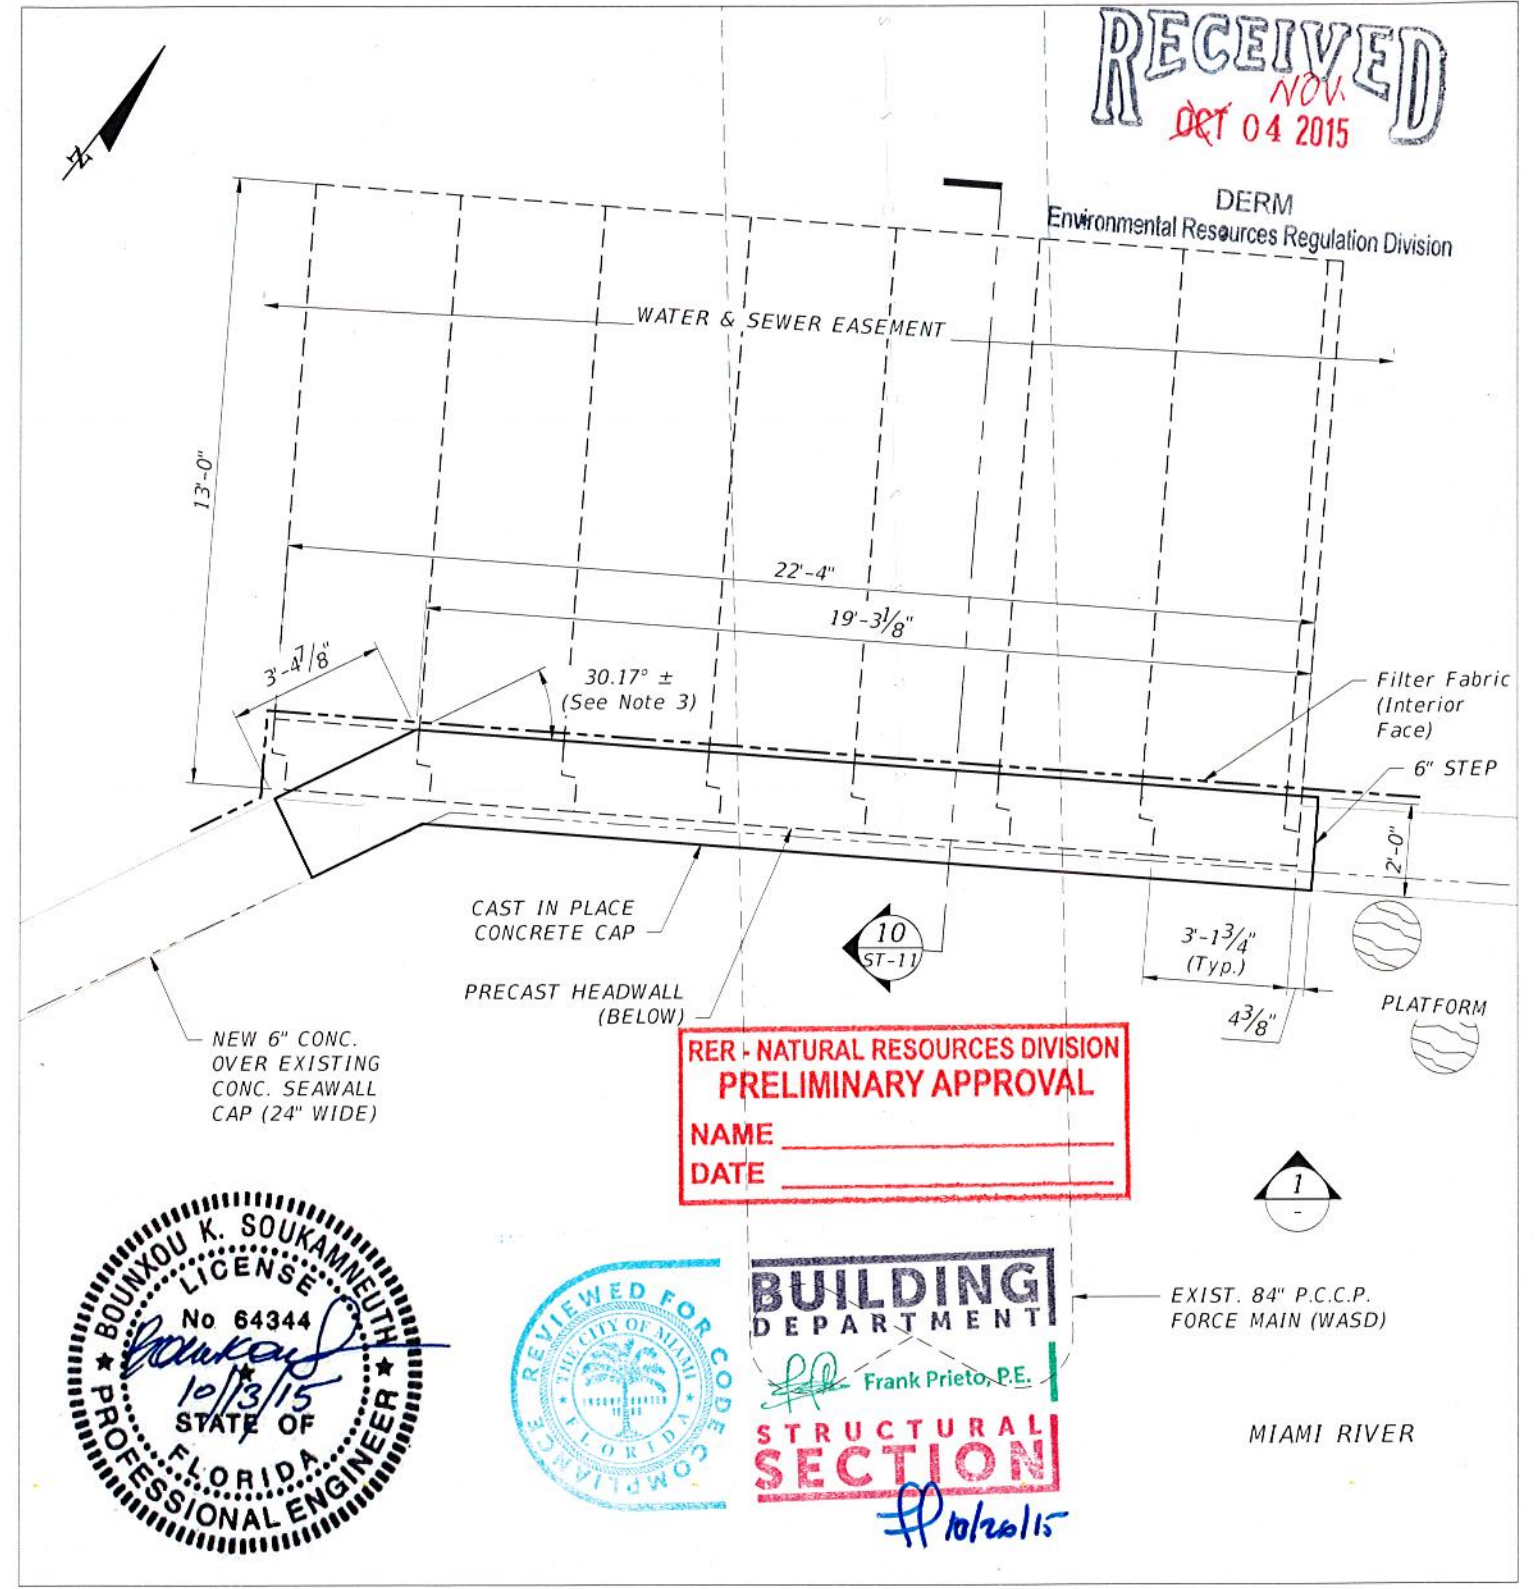 RECEIVED
NOV.
OCT 04 2015
DERM
Environmental Resources Regulation Division
N
WATER & SEWER EASEMENT
13'-0"
22'-4"
19'-3 1/8"
3'-4 7/8"
30.17° ±
(See Note 3)
Filter Fabric
(Interior
Face)
6" STEP
2'-0"
CAST IN PLACE
CONCRETE CAP
10
ST-11
3'-1 3/4"
(Typ.)
PRECAST HEADWALL
(BELOW)
4 3/8"
PLATFORM
NEW 6" CONC.
OVER EXISTING
CONC. SEAWALL
CAP (24" WIDE)
RER - NATURAL RESOURCES DIVISION
PRELIMINARY APPROVAL
NAME
DATE
1
-
BOUNXOU K. SOUKAMNEUTH
LICENSE
No 64344
10/13/15
STATE OF
FLORIDA
PROFESSIONAL ENGINEER
REVIEWED FOR CODE COMPLIANCE
THE CITY OF MIAMI
FLORIDA
BUILDING
DEPARTMENT
Frank Prieto, P.E.
STRUCTURAL
SECTION
10/20/15
EXIST. 84" P.C.C.P.
FORCE MAIN (WASD)
MIAMI RIVER